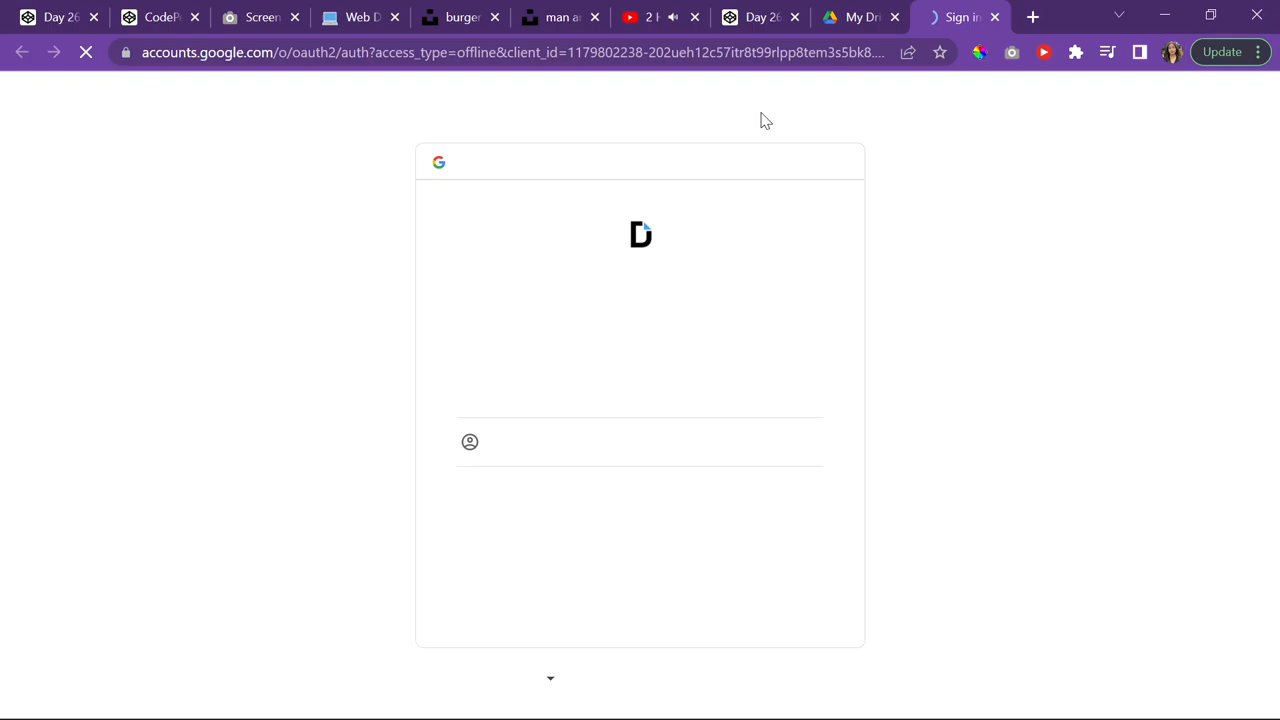 Day 26
CodeP
Screen
Web D
burger
man ar
2 H
Day 26
My Dri
Sign in
accounts.google.com/o/oauth2/auth?access_type=offline&client_id=1179802238-202ueh12c57itr8t99rlpp8tem3s5bk8....
Update